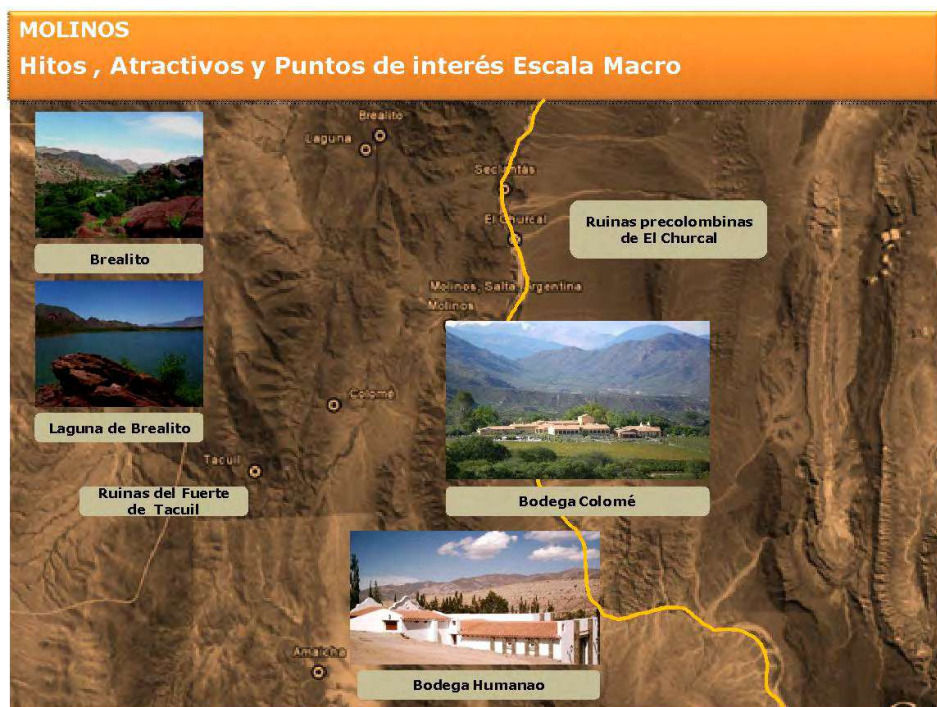 MOLINOS
Hitos , Atractivos y Puntos de interés Escala Macro
Brealito
Laguna
Seclantás
El Churcal
Ruinas precolombinas
de El Churcal
Brealito
Molinos, Salta, Argentina
Molinos
Colomé
Laguna de Brealito
Tacuil
Ruinas del Fuerte
de Tacuil
Bodega Colomé
Amaicha
Bodega Humanao